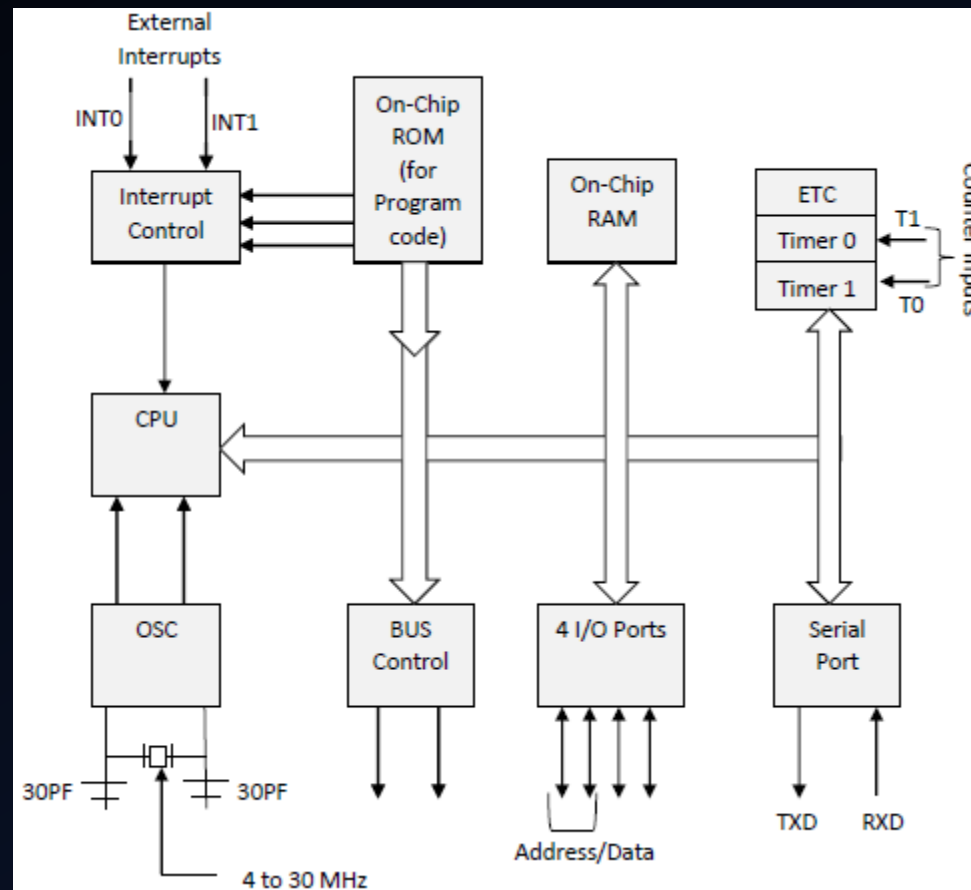 External
Interrupts
INT0
INT1
On-Chip
ROM
(for
Program
code)
Interrupt
Control
On-Chip
RAM
ETC
Timer 0
Timer 1
T1
T0
Counter Inputs
CPU
OSC
BUS
Control
4 I/O Ports
Serial
Port
30PF
30PF
4 to 30 MHz
Address/Data
TXD
RXD